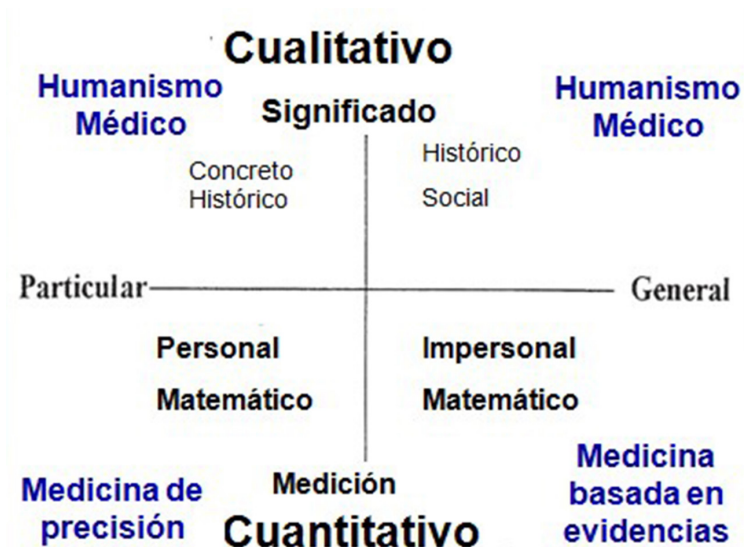 Cualitativo
Humanismo
Médico
Significado
Humanismo
Médico
Concreto
Histórico
Histórico
Social
Particular
General
Personal
Matemático
Impersonal
Matemático
Medición
Medicina de
precisión
Cuantitativo
Medicina
basada en
evidencias